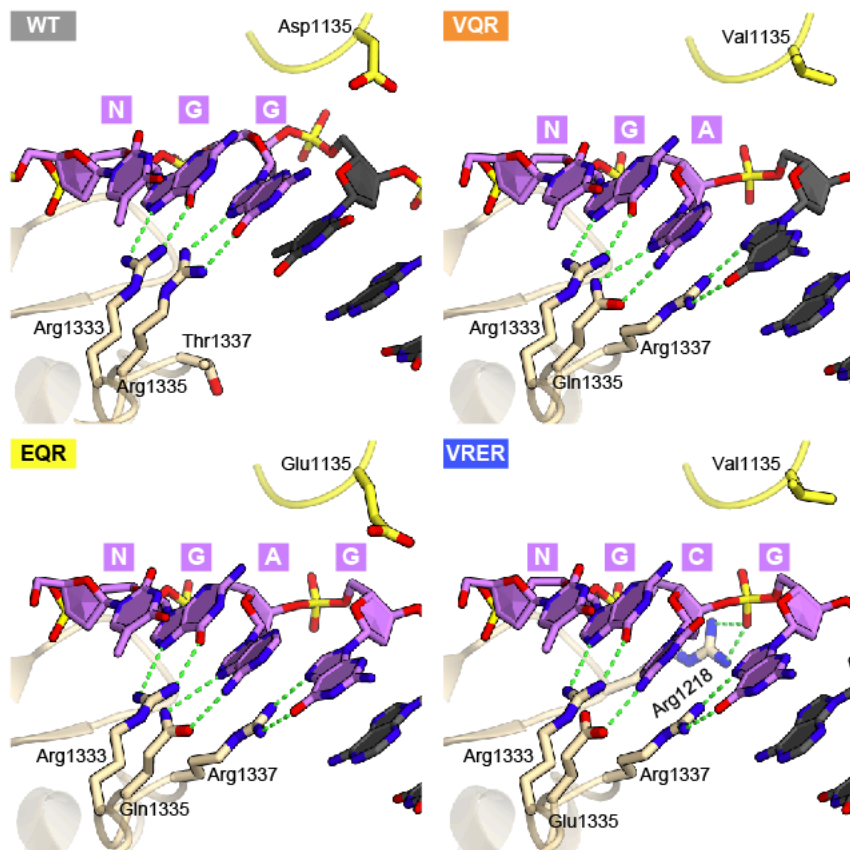 WT
Asp1135
N G G
Arg1333
Thr1337
Arg1335
VQR
Val1135
N G A
Arg1333
Arg1337
Gln1335
EQR
Glu1135
N G A G
Arg1333
Arg1337
Gln1335
VRER
Val1135
N G C G
Arg1218
Arg1333
Arg1337
Glu1335